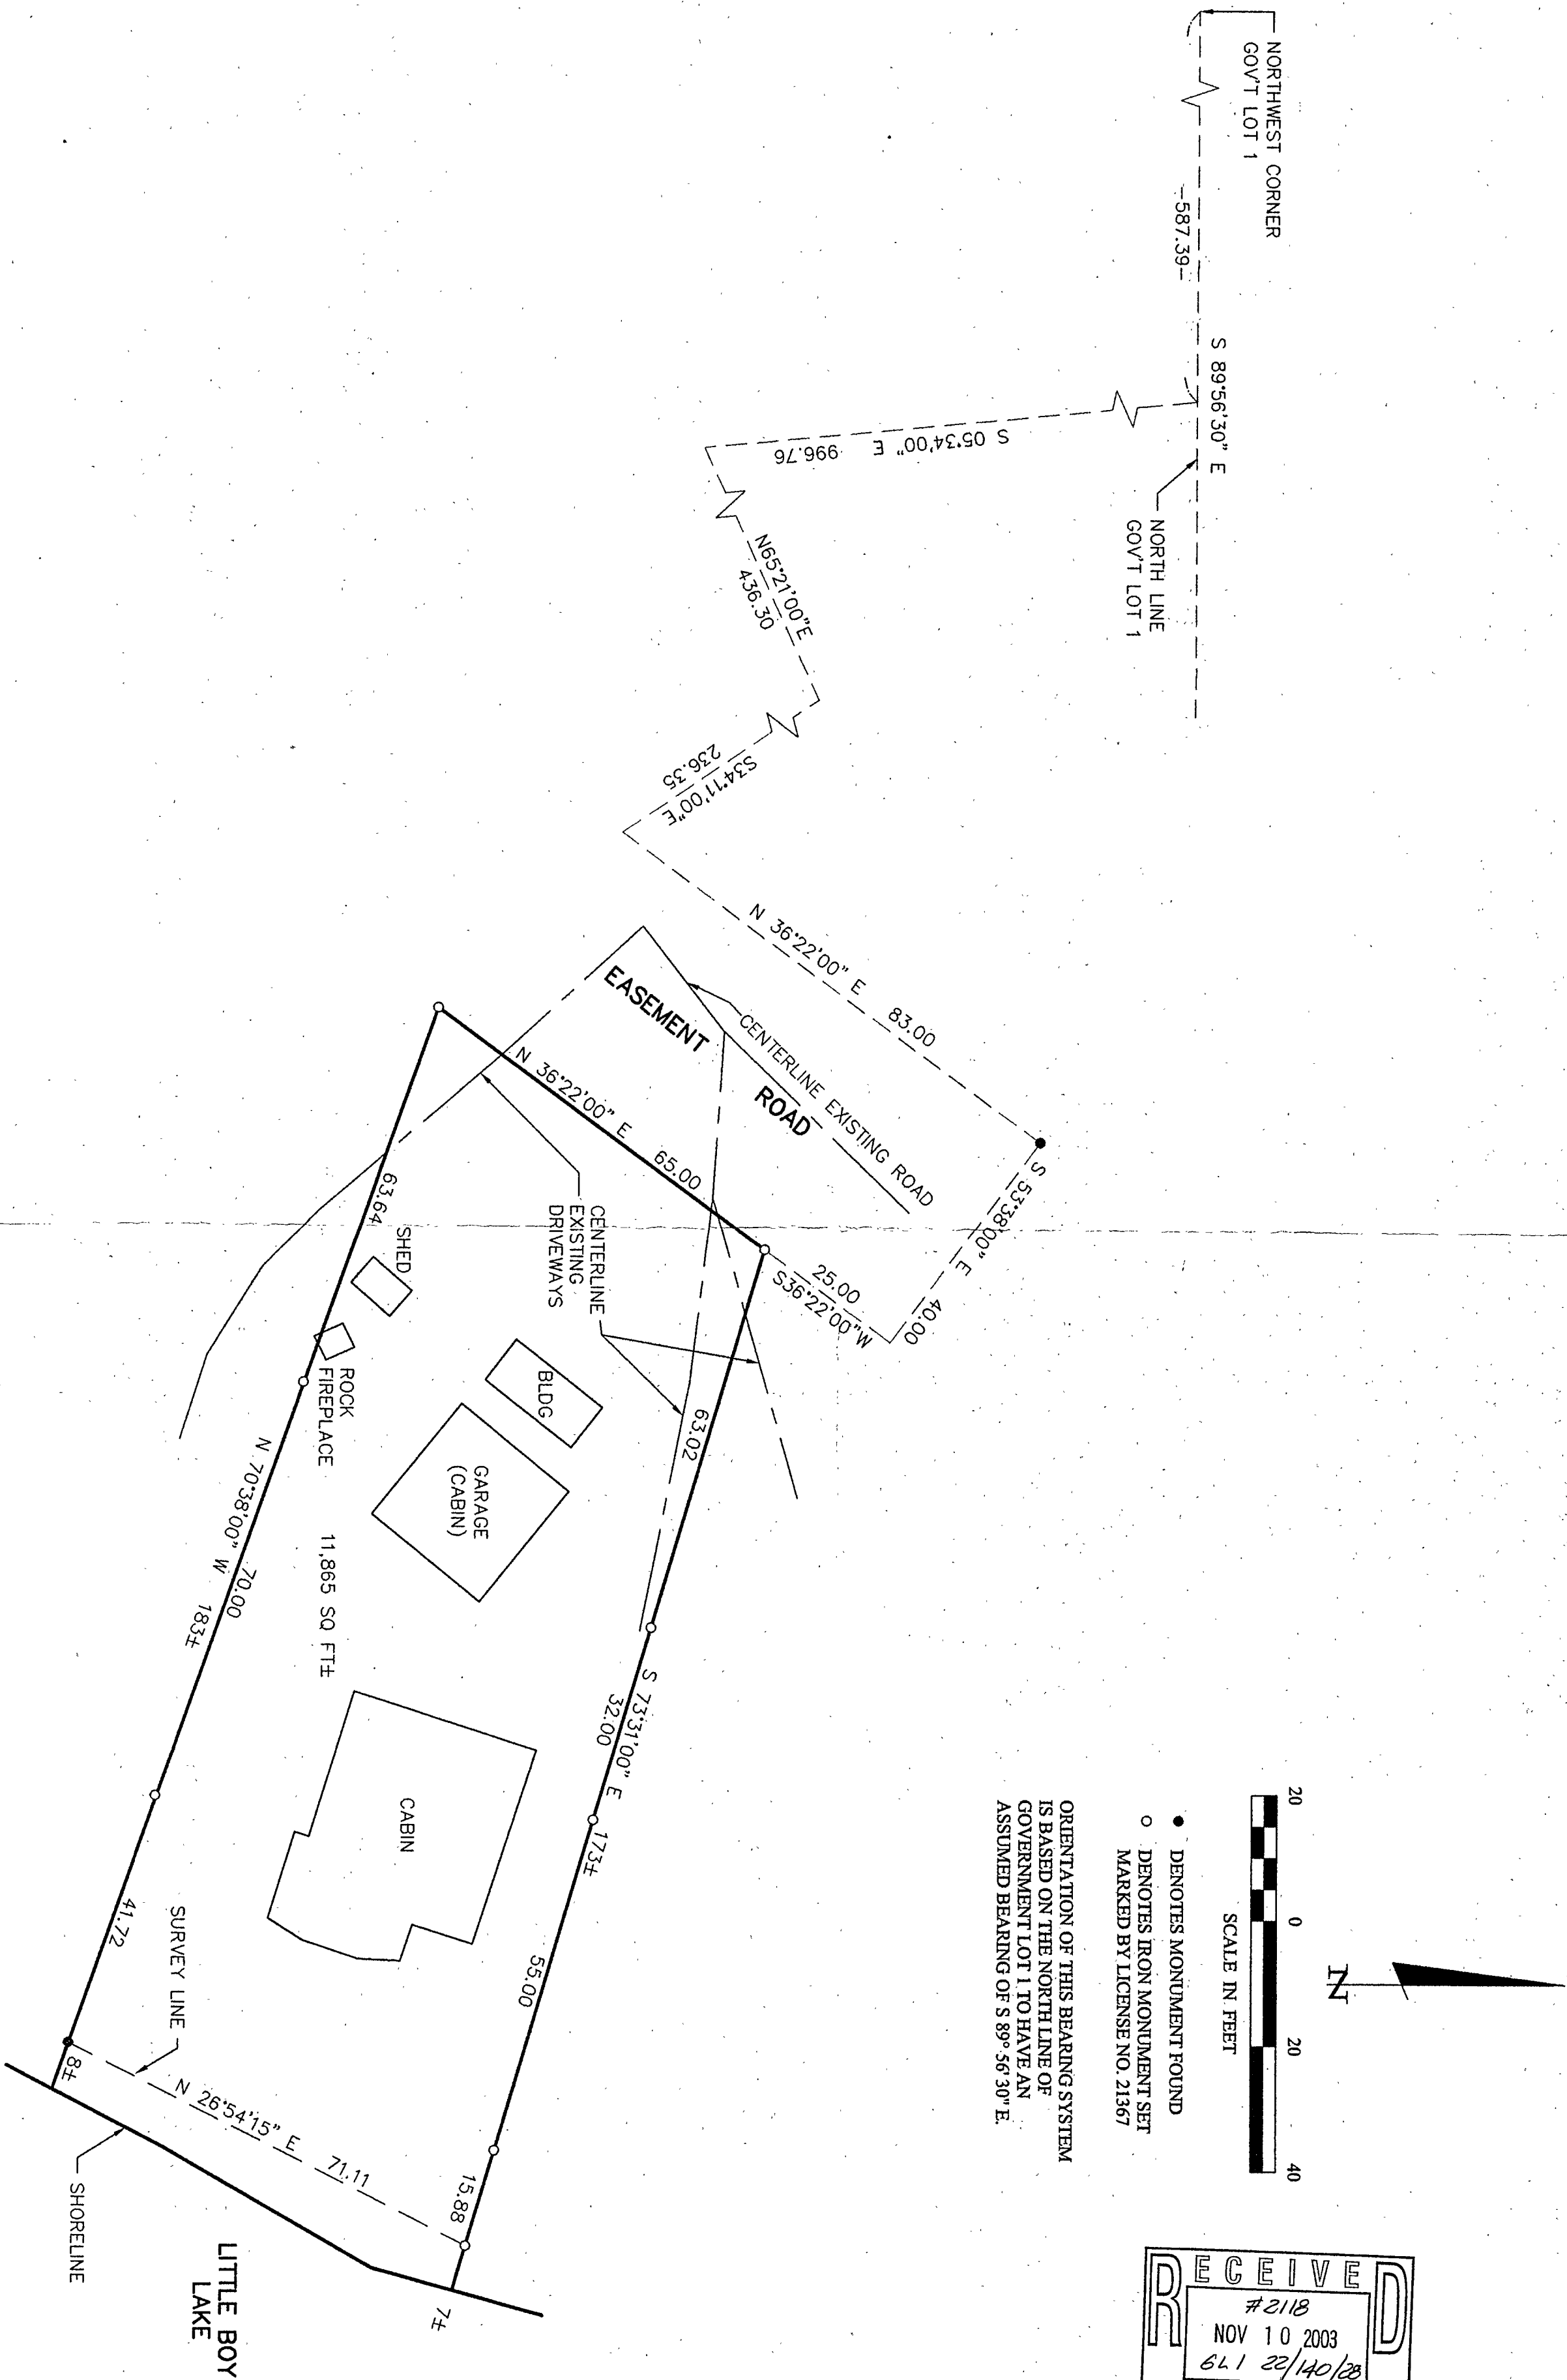 NORTHWEST CORNER
GOV'T LOT 1
-587.39-
S 89°56'30" E
NORTH LINE
GOV'T LOT 1
S 05°34'00" E 996.76
N65°21'00"E
436.30
S34°11'00"E
236.35
N 36°22'00" E 83.00
S 53°38'00" E 40.00
25.00
S36°22'00"W
CENTERLINE EXISTING ROAD
EASEMENT ROAD
N 36°22'00" E 65.00
CENTERLINE
EXISTING
DRIVEWAYS
63.64
SHED
ROCK
FIREPLACE
BLDG
GARAGE
(CABIN)
63.02
11,865 SQ FT±
N 70°38'00" W 70.00
183±
S 73°31'00" E
32.00
173±
CABIN
55.00
41.72
SURVEY LINE
8±
N 26°54'15" E 71.11
15.88
7±
SHORELINE
LITTLE BOY
LAKE
N
20 0 20 40
SCALE IN FEET
DENOTES MONUMENT FOUND
DENOTES IRON MONUMENT SET
MARKED BY LICENSE NO. 21367
ORIENTATION OF THIS BEARING SYSTEM
IS BASED ON THE NORTH LINE OF
GOVERNMENT LOT 1 TO HAVE AN
ASSUMED BEARING OF S 89° 56'30" E.
RECEIVED
#2118
NOV 10 2003
GL1 22/140/28